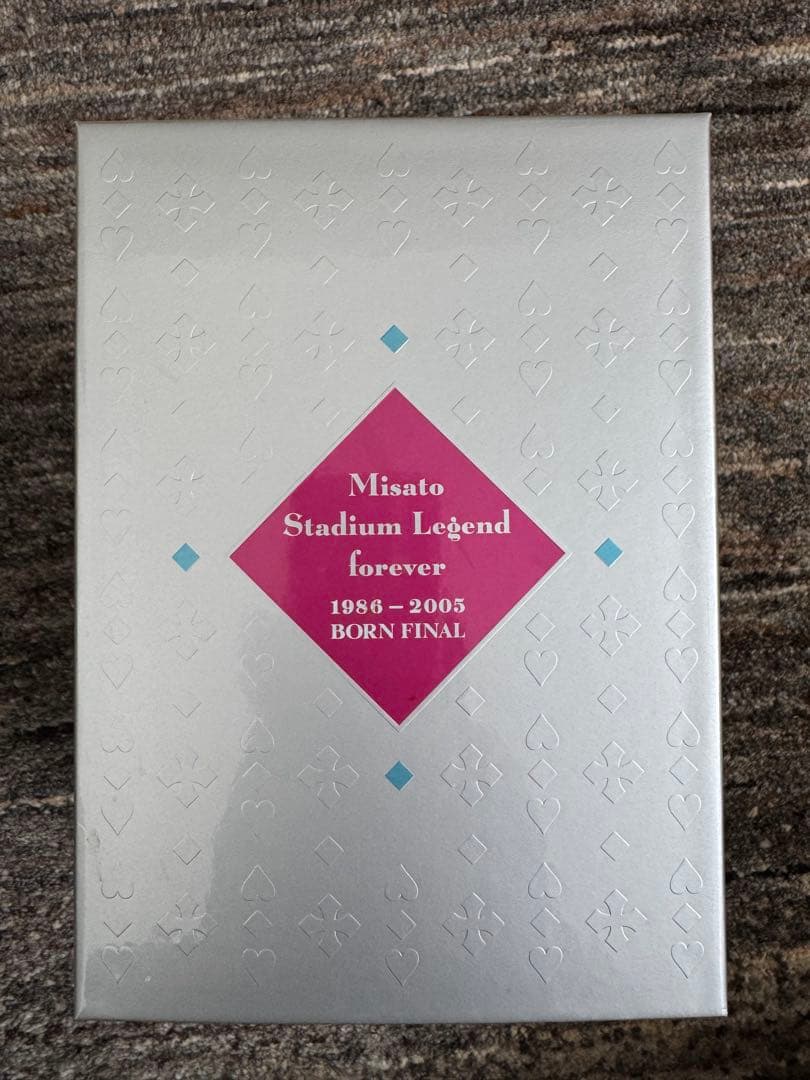 Misato
Stadium Legend
forever
1986 – 2005
BORN FINAL